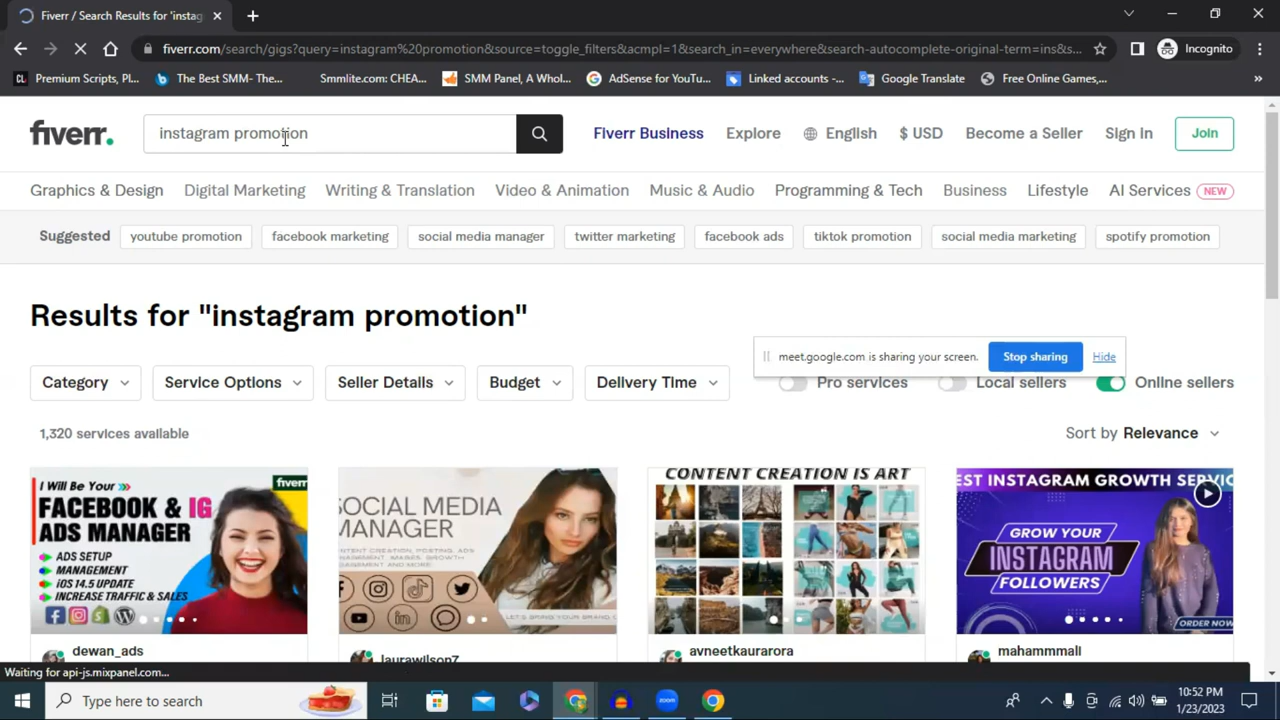 Fiverr / Search Results for 'instag
fiverr.com/search/gigs?query=instagram%20promotion&source=toggle_filters&acmpl=1&search_in=everywhere&search-autocomplete-original-term=ins&s...
Incognito
Premium Scripts, Pl...
The Best SMM- The...
Smmlite.com: CHEA...
SMM Panel, A Whol...
AdSense for YouTu...
Linked accounts -...
Google Translate
Free Online Games,...
fiverr.
instagram promotion
Fiverr Business
Explore
English
$ USD
Become a Seller
Sign In
Join
Graphics & Design
Digital Marketing
Writing & Translation
Video & Animation
Music & Audio
Programming & Tech
Business
Lifestyle
AI Services NEW
Suggested
youtube promotion
facebook marketing
social media manager
twitter marketing
facebook ads
tiktok promotion
social media marketing
spotify promotion
Results for "instagram promotion"
meet.google.com is sharing your screen.
Stop sharing
Hide
Category
Service Options
Seller Details
Budget
Delivery Time
Pro services
Local sellers
Online sellers
1,320 services available
Sort by Relevance
I Will Be Your
fiverr
FACEBOOK & IG
ADS MANAGER
ADS SETUP
MANAGEMENT
iOS 14.5 UPDATE
INCREASE TRAFFIC & SALES
SOCIAL MEDIA
MANAGER
CONTENT CREATION IS ART
EST INSTAGRAM GROWTH SERVIC
GROW YOUR
INSTAGRAM
FOLLOWERS
ORDER NOW
dewan_ads
laurawilson7
avneetkaurarora
mahammmall
Waiting for api-js.mixpanel.com...
Type here to search
10:52 PM
1/23/2023